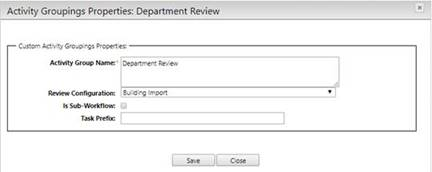 Activity Groupings Properties: Department Review
Custom Activity Groupings Properties:
Activity Group Name:* Department Review
Review Configuration: Building Import
Is Sub-Workflow:
Task Prefix:
Save Close